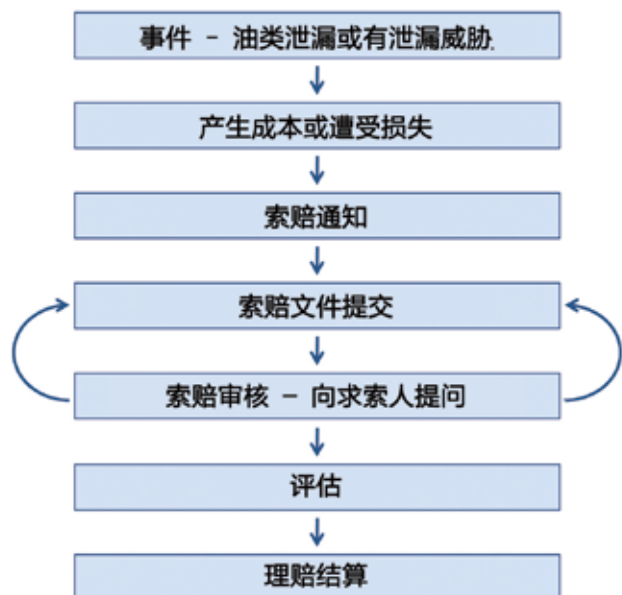 事件 - 油类泄漏或有泄漏威胁.
产生成本或遭受损失
索赔通知
索赔文件提交
索赔审核 - 向求索人提问
评估
理赔结算